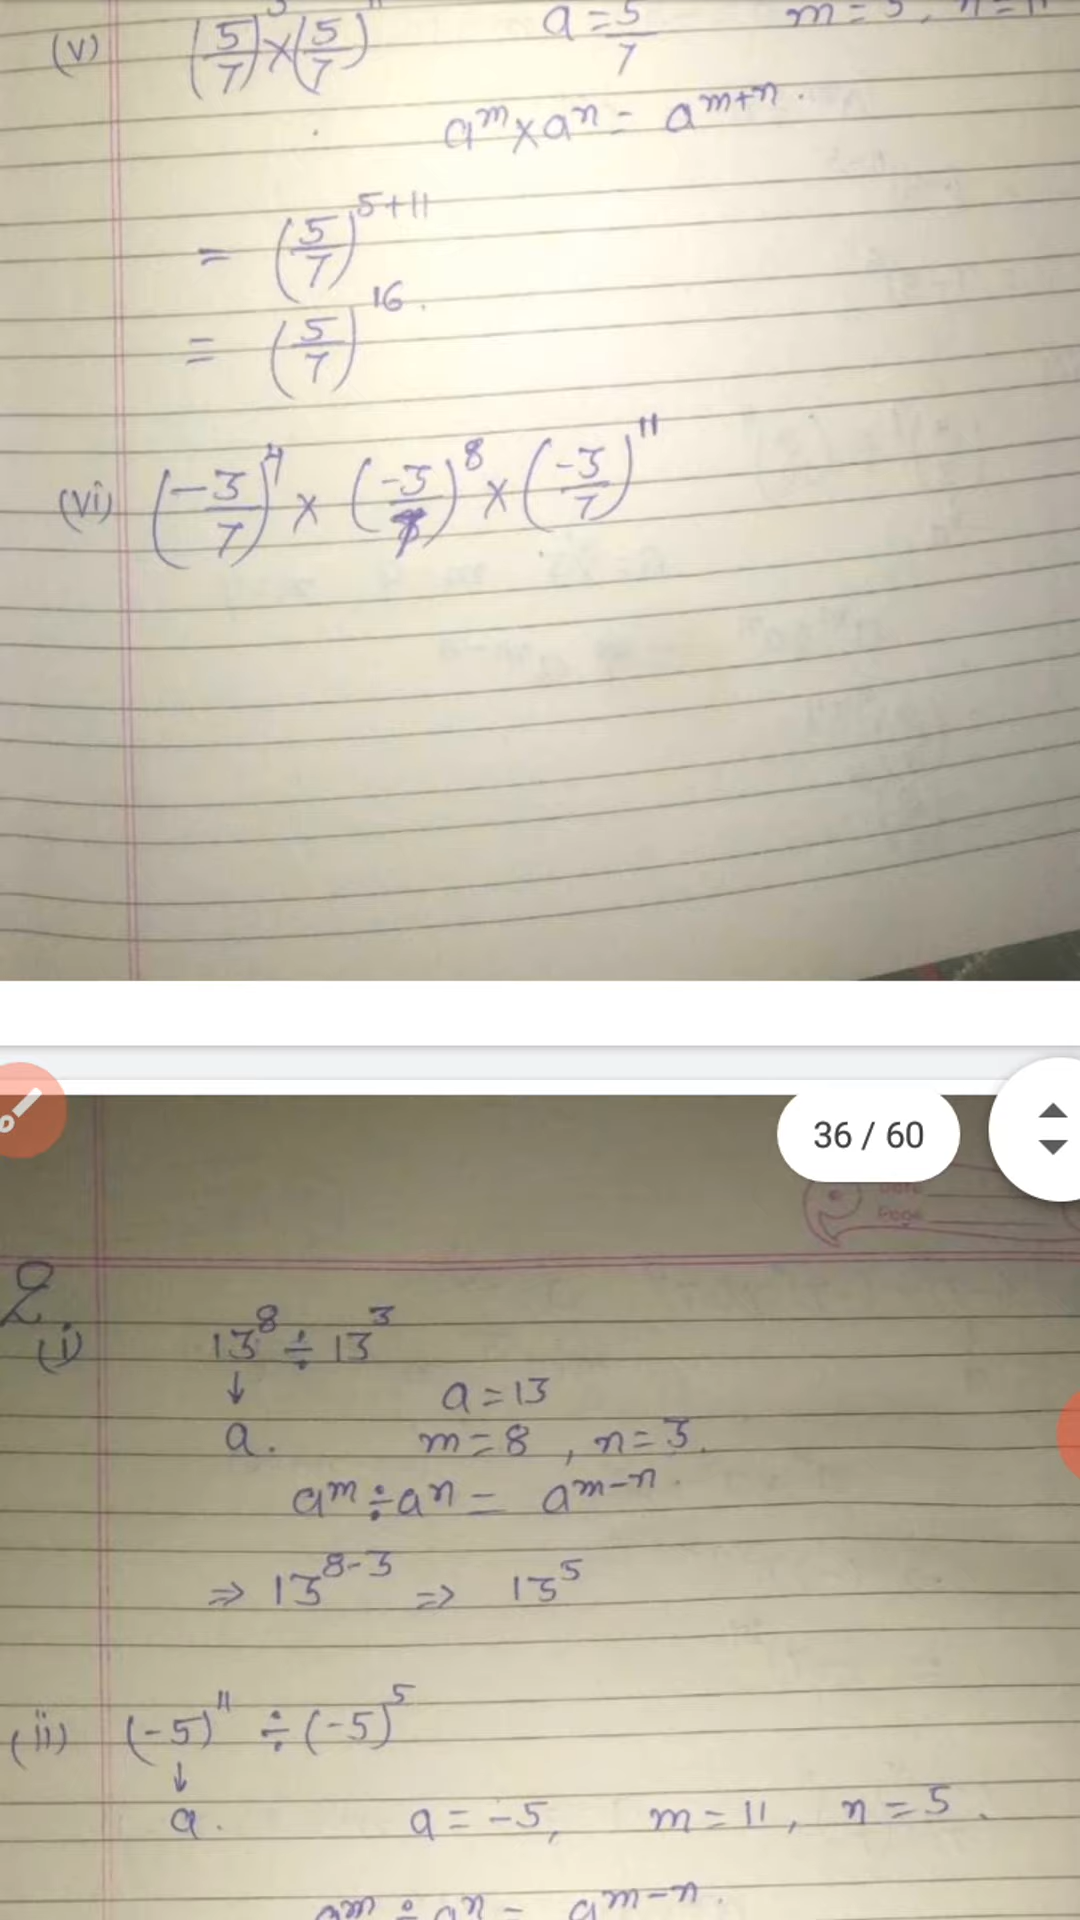 (v) (5/7)^5 × (5/7)^11 a = 5/7 m = 5, n = 11
a^m × a^n = a^(m+n).
= (5/7)^(5+11)
= (5/7)^16.
(vi) (-3/7)^4 × (-3/7)^8 × (-3/7)^11
36 / 60
Page
2.
(i) 13^8 ÷ 13^3
↓ a = 13
a. m = 8, n = 3.
a^m ÷ a^n = a^(m-n).
⇒ 13^(8-3) ⇒ 13^5
(ii) (-5)^11 ÷ (-5)^5
↓
a. a = -5, m = 11, n = 5.
a^m ÷ a^n = a^(m-n).